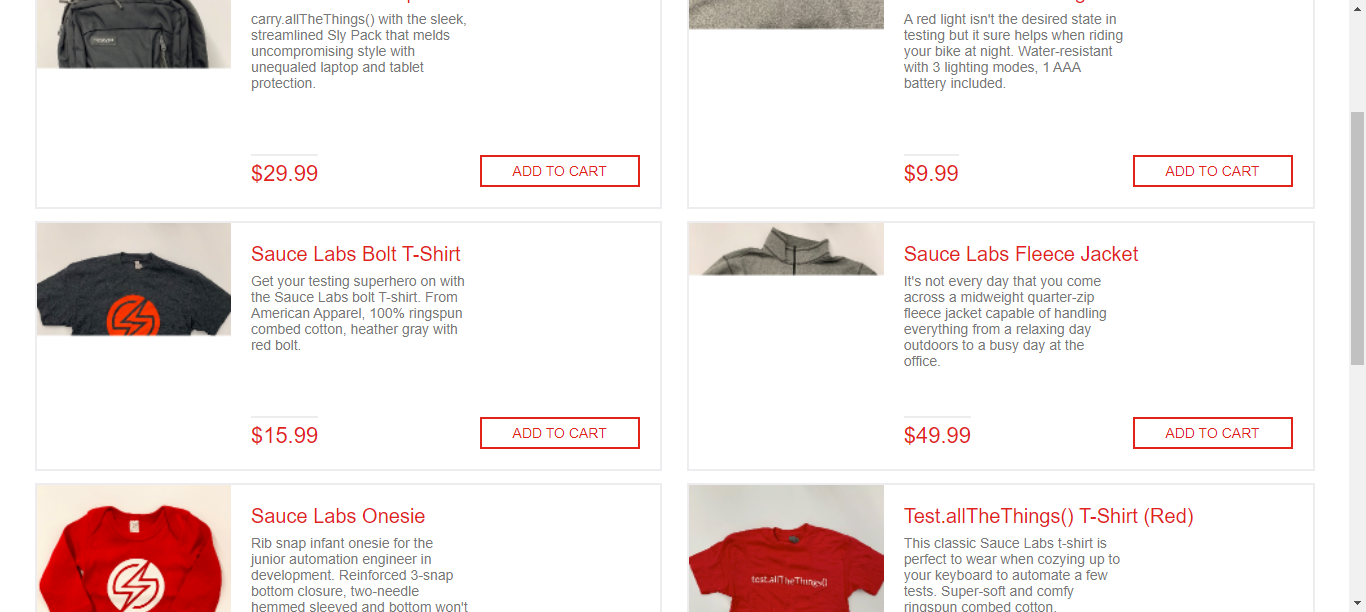 carry.allTheThings() with the sleek,
streamlined Sly Pack that melds
uncompromising style with
unequaled laptop and tablet
protection.
$29.99
ADD TO CART
A red light isn't the desired state in
testing but it sure helps when riding
your bike at night. Water-resistant
with 3 lighting modes, 1 AAA
battery included.
$9.99
ADD TO CART
Sauce Labs Bolt T-Shirt
Get your testing superhero on with
the Sauce Labs bolt T-shirt. From
American Apparel, 100% ringspun
combed cotton, heather gray with
red bolt.
$15.99
ADD TO CART
Sauce Labs Fleece Jacket
It's not every day that you come
across a midweight quarter-zip
fleece jacket capable of handling
everything from a relaxing day
outdoors to a busy day at the
office.
$49.99
ADD TO CART
Sauce Labs Onesie
Rib snap infant onesie for the
junior automation engineer in
development. Reinforced 3-snap
bottom closure, two-needle
hemmed sleeved and bottom won't
Test.allTheThings() T-Shirt (Red)
This classic Sauce Labs t-shirt is
perfect to wear when cozying up to
your keyboard to automate a few
tests. Super-soft and comfy
ringspun combed cotton.
test.allTheThings()